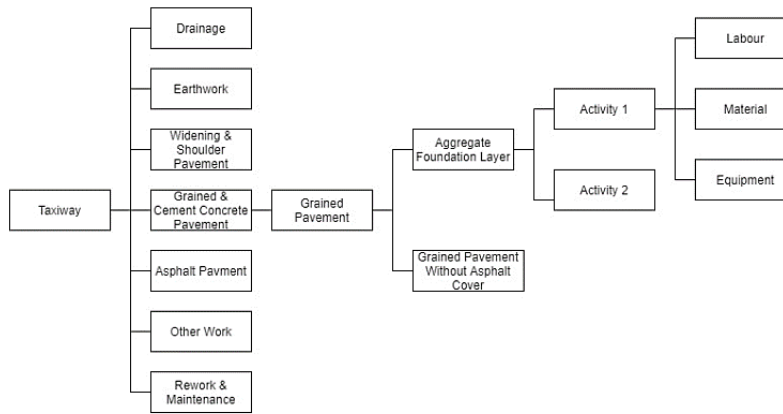 Drainage
Earthwork
Widening &
Shoulder
Pavement
Taxiway
Grained &
Cement Concrete
Pavement
Asphalt Pavment
Other Work
Rework &
Maintenance
Grained
Pavement
Aggregate
Foundation Layer
Grained Pavement
Without Asphalt
Cover
Activity 1
Activity 2
Labour
Material
Equipment